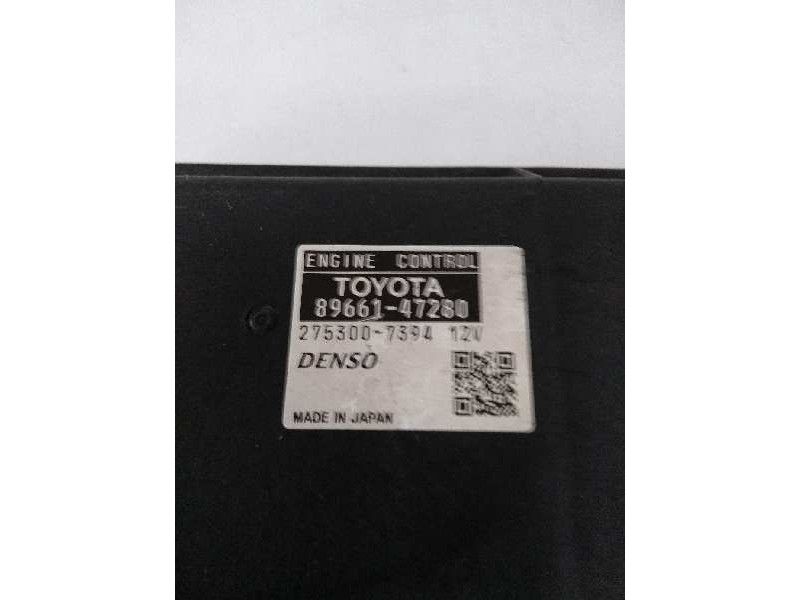 ENGINE CONTROL
TOYOTA
89661-47280
275300-7394 12V
DENSO
MADE IN JAPAN